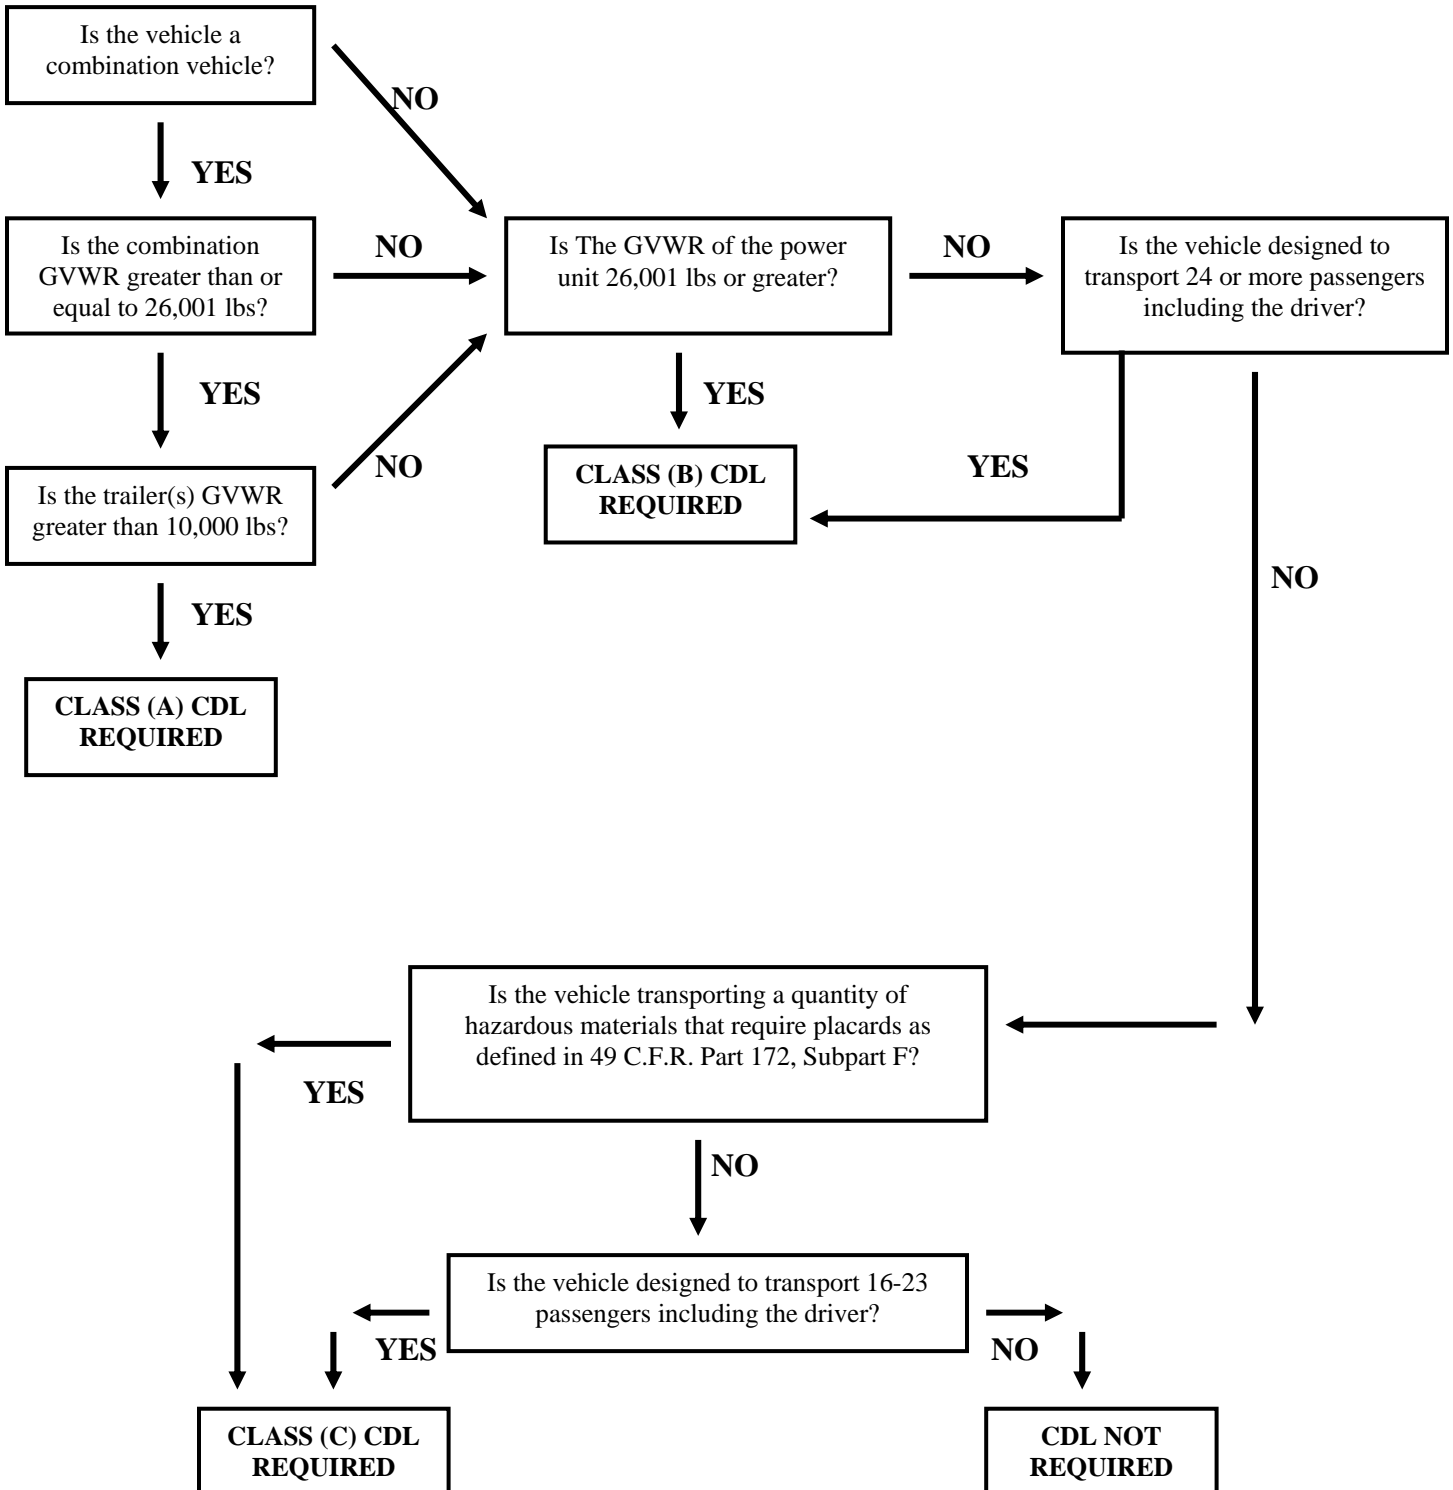 Is the vehicle a
combination vehicle?
NO
YES
Is the combination
GVWR greater than or
equal to 26,001 lbs?
NO
Is The GVWR of the power
unit 26,001 lbs or greater?
NO
Is the vehicle designed to
transport 24 or more passengers
including the driver?
YES
YES
NO
Is the trailer(s) GVWR
greater than 10,000 lbs?
CLASS (B) CDL
REQUIRED
YES
NO
YES
CLASS (A) CDL
REQUIRED
Is the vehicle transporting a quantity of
hazardous materials that require placards as
defined in 49 C.F.R. Part 172, Subpart F?
YES
NO
Is the vehicle designed to transport 16-23
passengers including the driver?
YES
NO
CLASS (C) CDL
REQUIRED
CDL NOT
REQUIRED